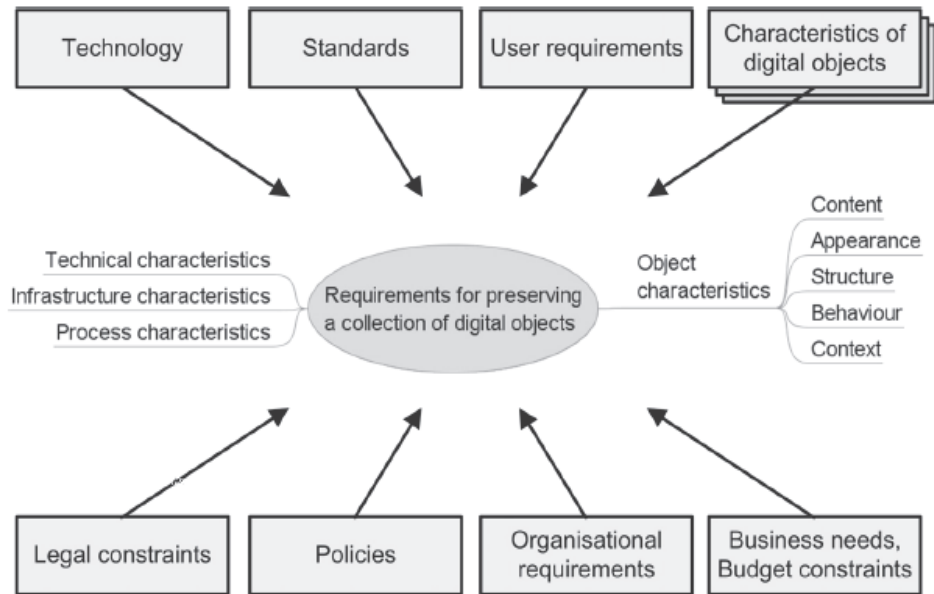 Technology
Standards
User requirements
Characteristics of
digital objects
Technical characteristics
Infrastructure characteristics
Process characteristics
Requirements for preserving
a collection of digital objects
Object
characteristics
Content
Appearance
Structure
Behaviour
Context
Legal constraints
Policies
Organisational
requirements
Business needs,
Budget constraints